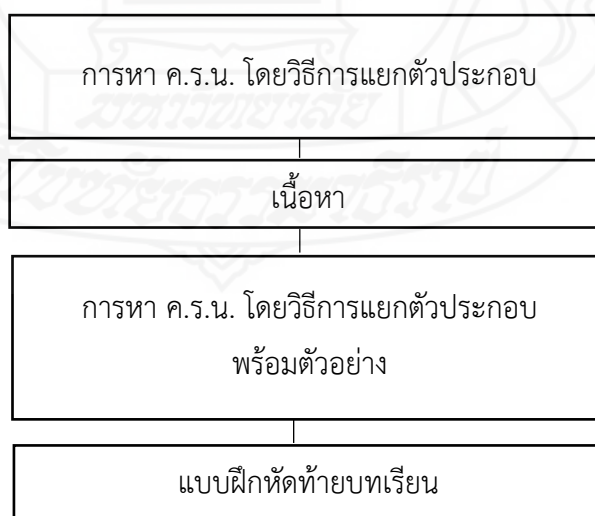 การหา ค.ร.น. โดยวิธีการแยกตัวประกอบ
เนื้อหา
การหา ค.ร.น. โดยวิธีการแยกตัวประกอบ
พร้อมตัวอย่าง
แบบฝึกหัดท้ายบทเรียน